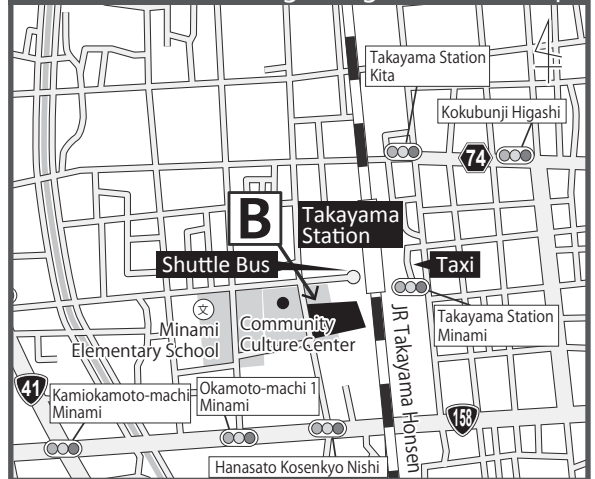 Takayama Station
Kita
Kokubunji Higashi
74
B
Takayama
Station
Shuttle Bus
Taxi
文
Minami
Elementary School
Community
Culture Center
Takayama Station
Minami
JR Takayama Honsen
41
Kamiokamoto-machi
Minami
Okamoto-machi 1
Minami
158
Hanasato Kosenkyo Nishi